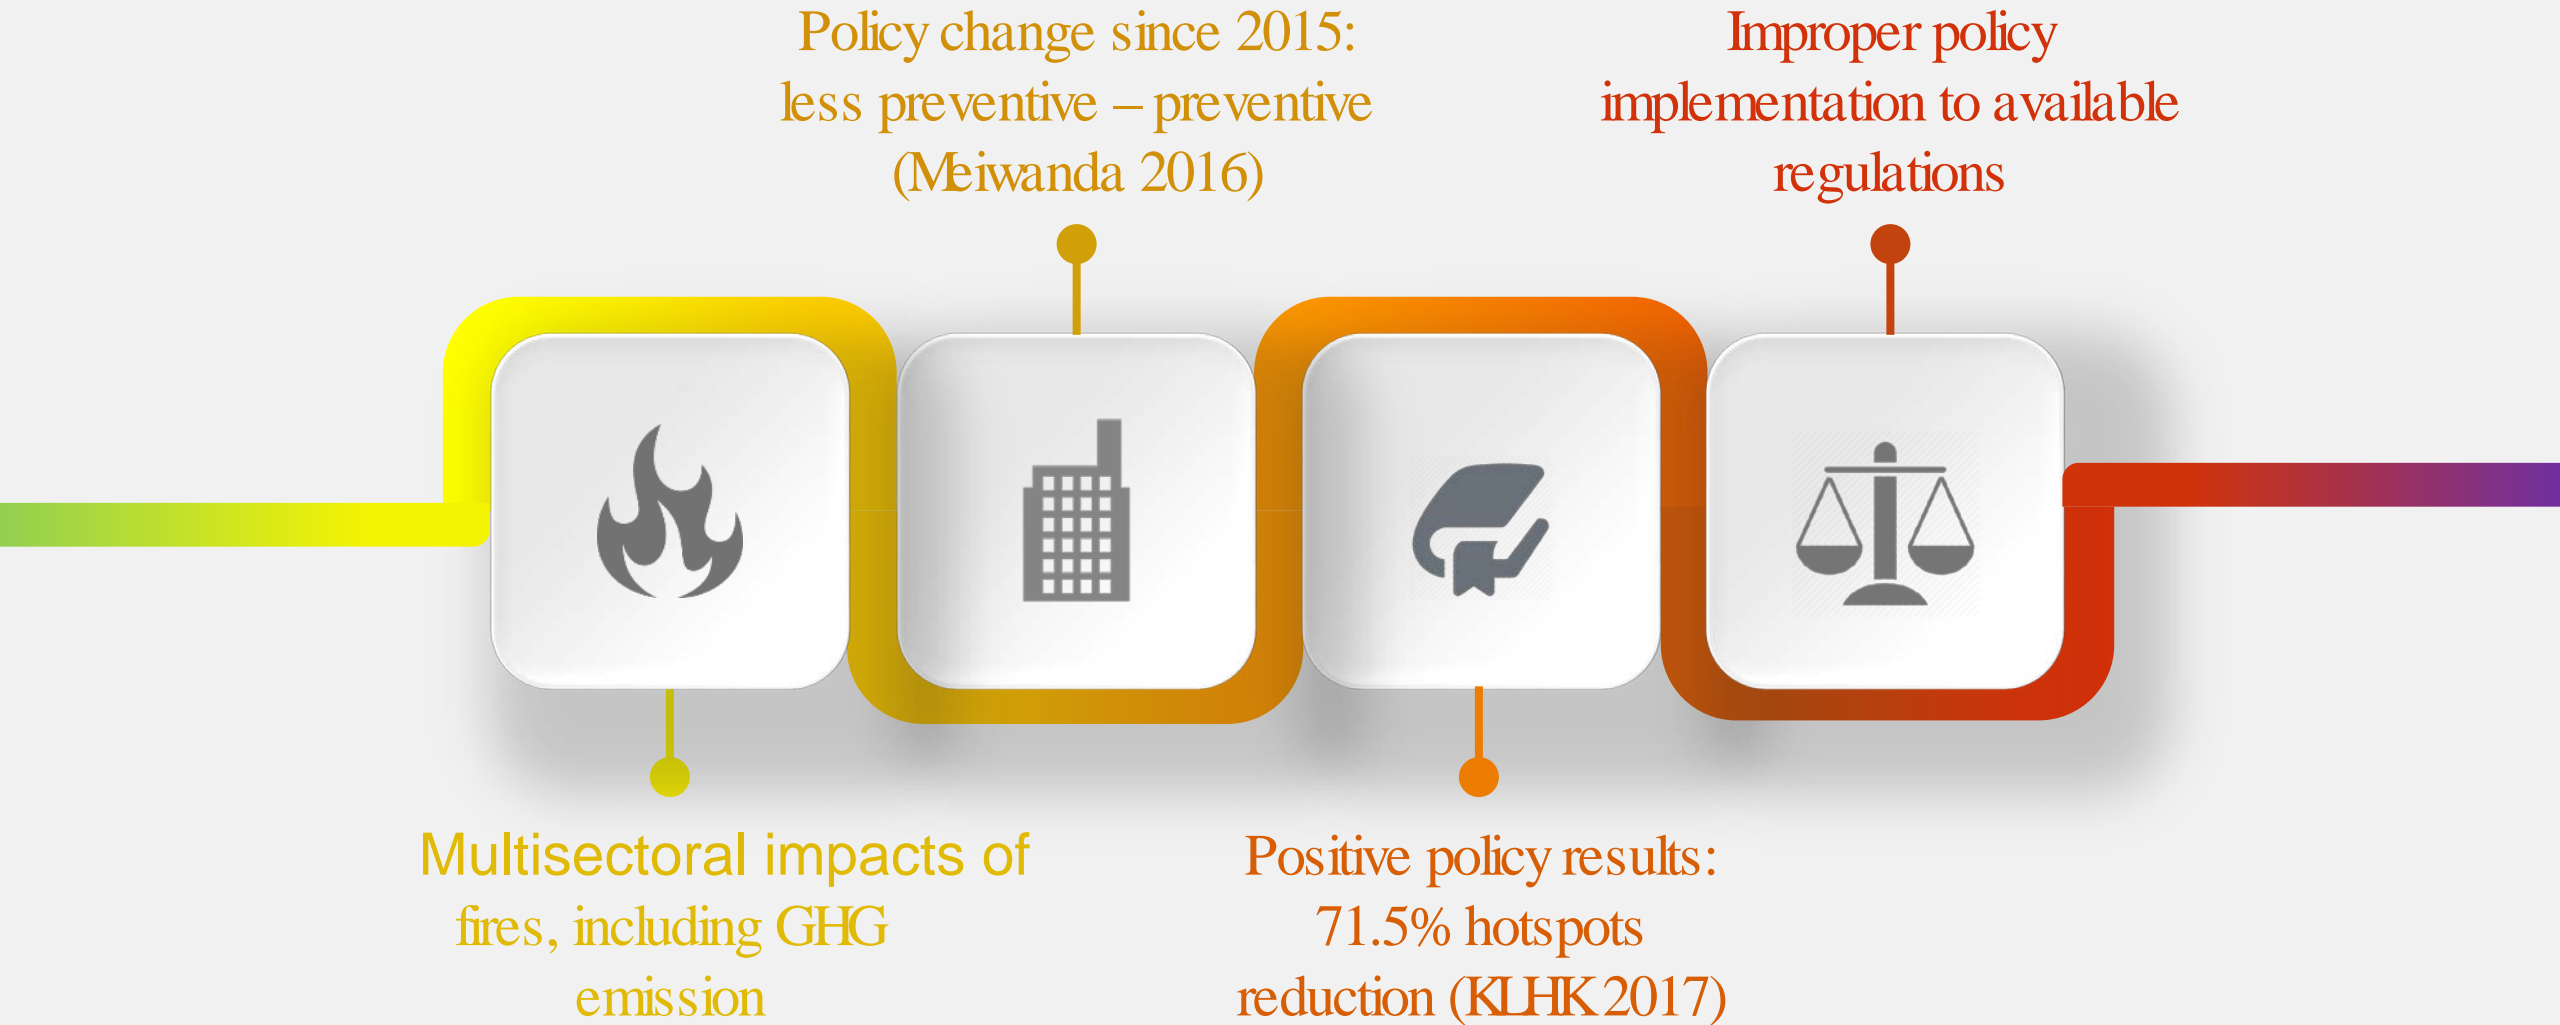 Policy change since 2015:
less preventive – preventive
(Meiwanda 2016)
Improper policy
implementation to available
regulations
Multisectoral impacts of
fires, including GHG
emission
Positive policy results:
71.5% hotspots
reduction (KLHK 2017)